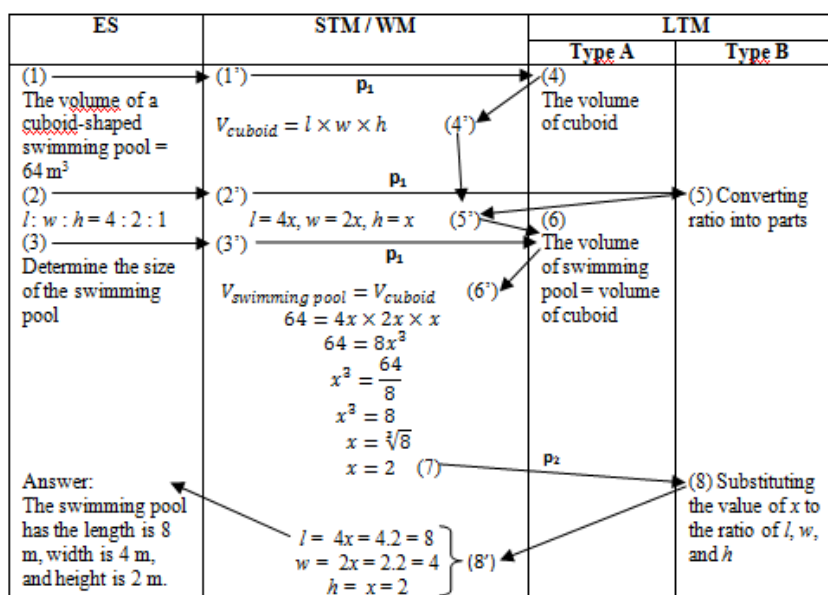 ES STM / WM LTM
Type A Type B
(1) (1’) p₁ (4)
The volume of a
cuboid-shaped
swimming pool =
64 m³
V_cuboid = l × w × h (4’)
The volume
of cuboid
(2) (2’) p₁ (5) Converting
ratio into parts
l: w : h = 4 : 2 : 1
l = 4x, w = 2x, h = x (5’)
(3) (3’) p₁ (6)
Determine the size
of the swimming
pool
The volume
of swimming
pool = volume
of cuboid
V_swimming pool = V_cuboid (6’)
64 = 4x × 2x × x
64 = 8x³
x³ = 64/8
x³ = 8
x = ∛8
x = 2 (7) p₂
(8) Substituting
the value of x to
the ratio of l, w,
and h
Answer:
The swimming pool
has the length is 8
m, width is 4 m,
and height is 2 m.
l = 4x = 4.2 = 8
w = 2x = 2.2 = 4
h = x = 2
(8’)